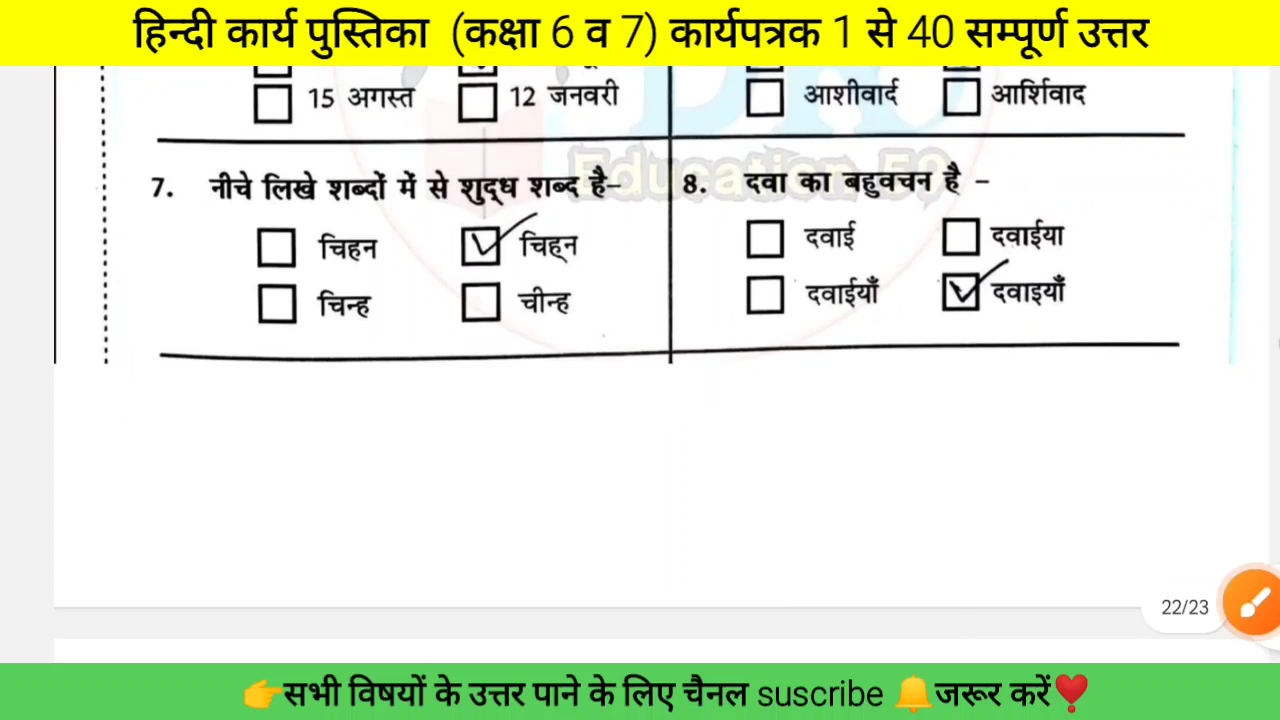 हिन्दी कार्य पुस्तिका (कक्षा 6 व 7) कार्यपत्रक 1 से 40 सम्पूर्ण उत्तर
15 अगस्त 12 जनवरी
आशीवार्द आर्शिवाद
Education 50
7. नीचे लिखे शब्दों में से शुद्ध शब्द है–
चिहन चिह्न
चिन्ह चीन्ह
8. दवा का बहुवचन है –
दवाई दवाईया
दवाईयाँ दवाइयाँ
22/23
👉सभी विषयों के उत्तर पाने के लिए चैनल suscribe 🔔जरूर करें❣️